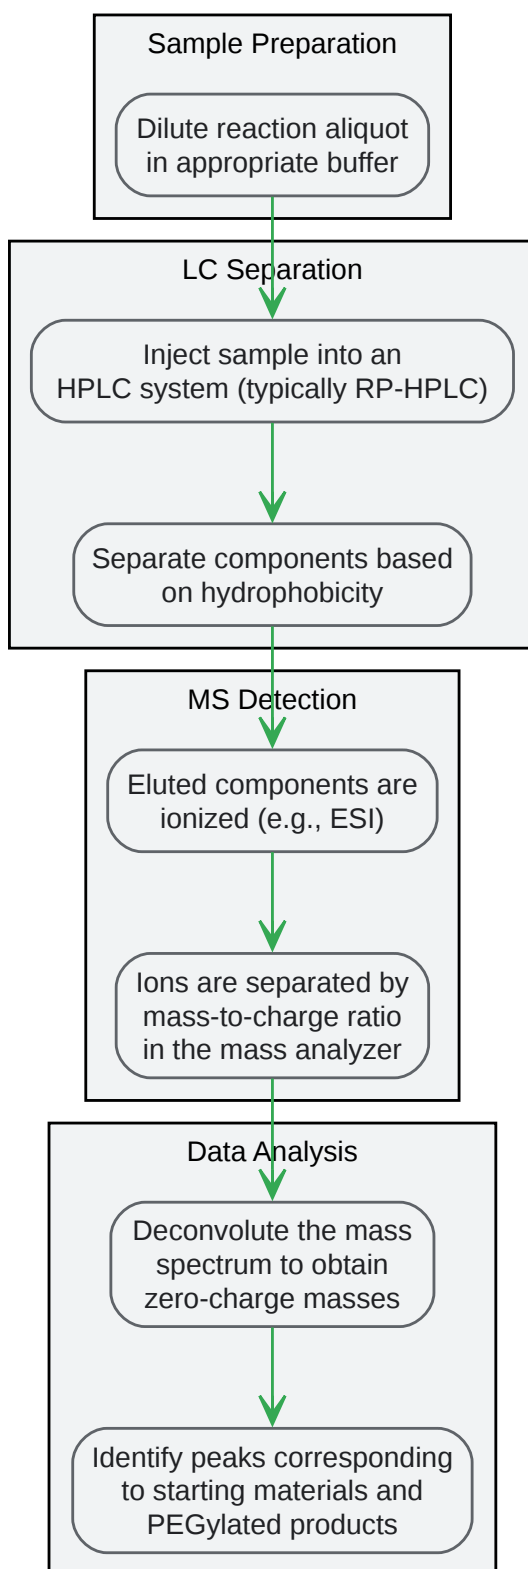 Sample Preparation
Dilute reaction aliquot
in appropriate buffer
LC Separation
Inject sample into an
HPLC system (typically RP-HPLC)
Separate components based
on hydrophobicity
MS Detection
Eluted components are
ionized (e.g., ESI)
Ions are separated by
mass-to-charge ratio
in the mass analyzer
Data Analysis
Deconvolute the mass
spectrum to obtain
zero-charge masses
Identify peaks corresponding
to starting materials and
PEGylated products